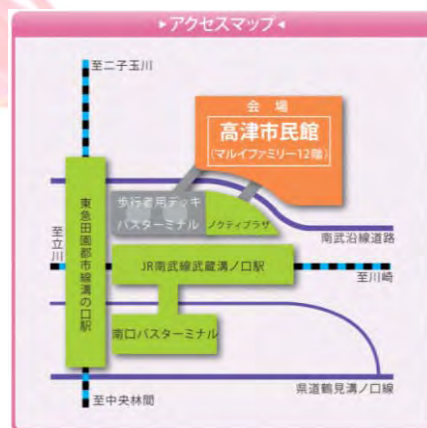 ▶アクセスマップ◀
至二子玉川
会場
高津市民館
(マルイファミリー12階)
歩行者用デッキ
バスターミナル
ノクティプラザ
南武沿線道路
東急田園都市線溝の口駅
至立川
JR南武線武蔵溝ノ口駅
至川崎
南口バスターミナル
県道鶴見溝ノ口線
至中央林間